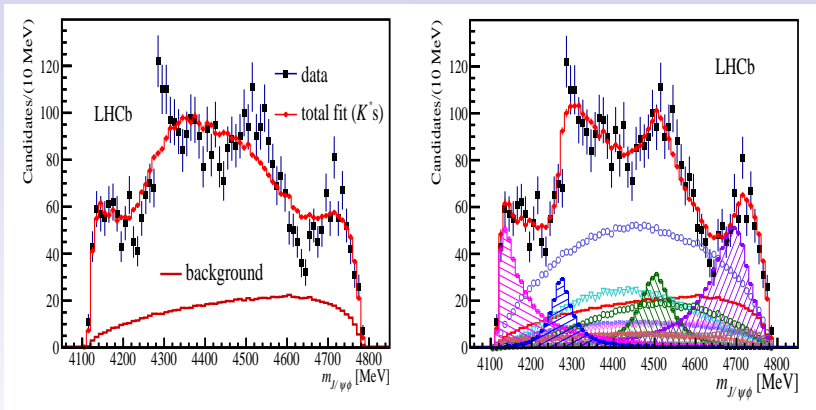 Candidates/(10 MeV)
120
100
80
60
40
20
0
LHCb
data
total fit (K*s)
background
4100 4200 4300 4400 4500 4600 4700 4800
m_{J/ψϕ} [MeV]
Candidates/(10 MeV)
120
100
80
60
40
20
0
LHCb
4100 4200 4300 4400 4500 4600 4700 4800
m_{J/ψϕ} [MeV]